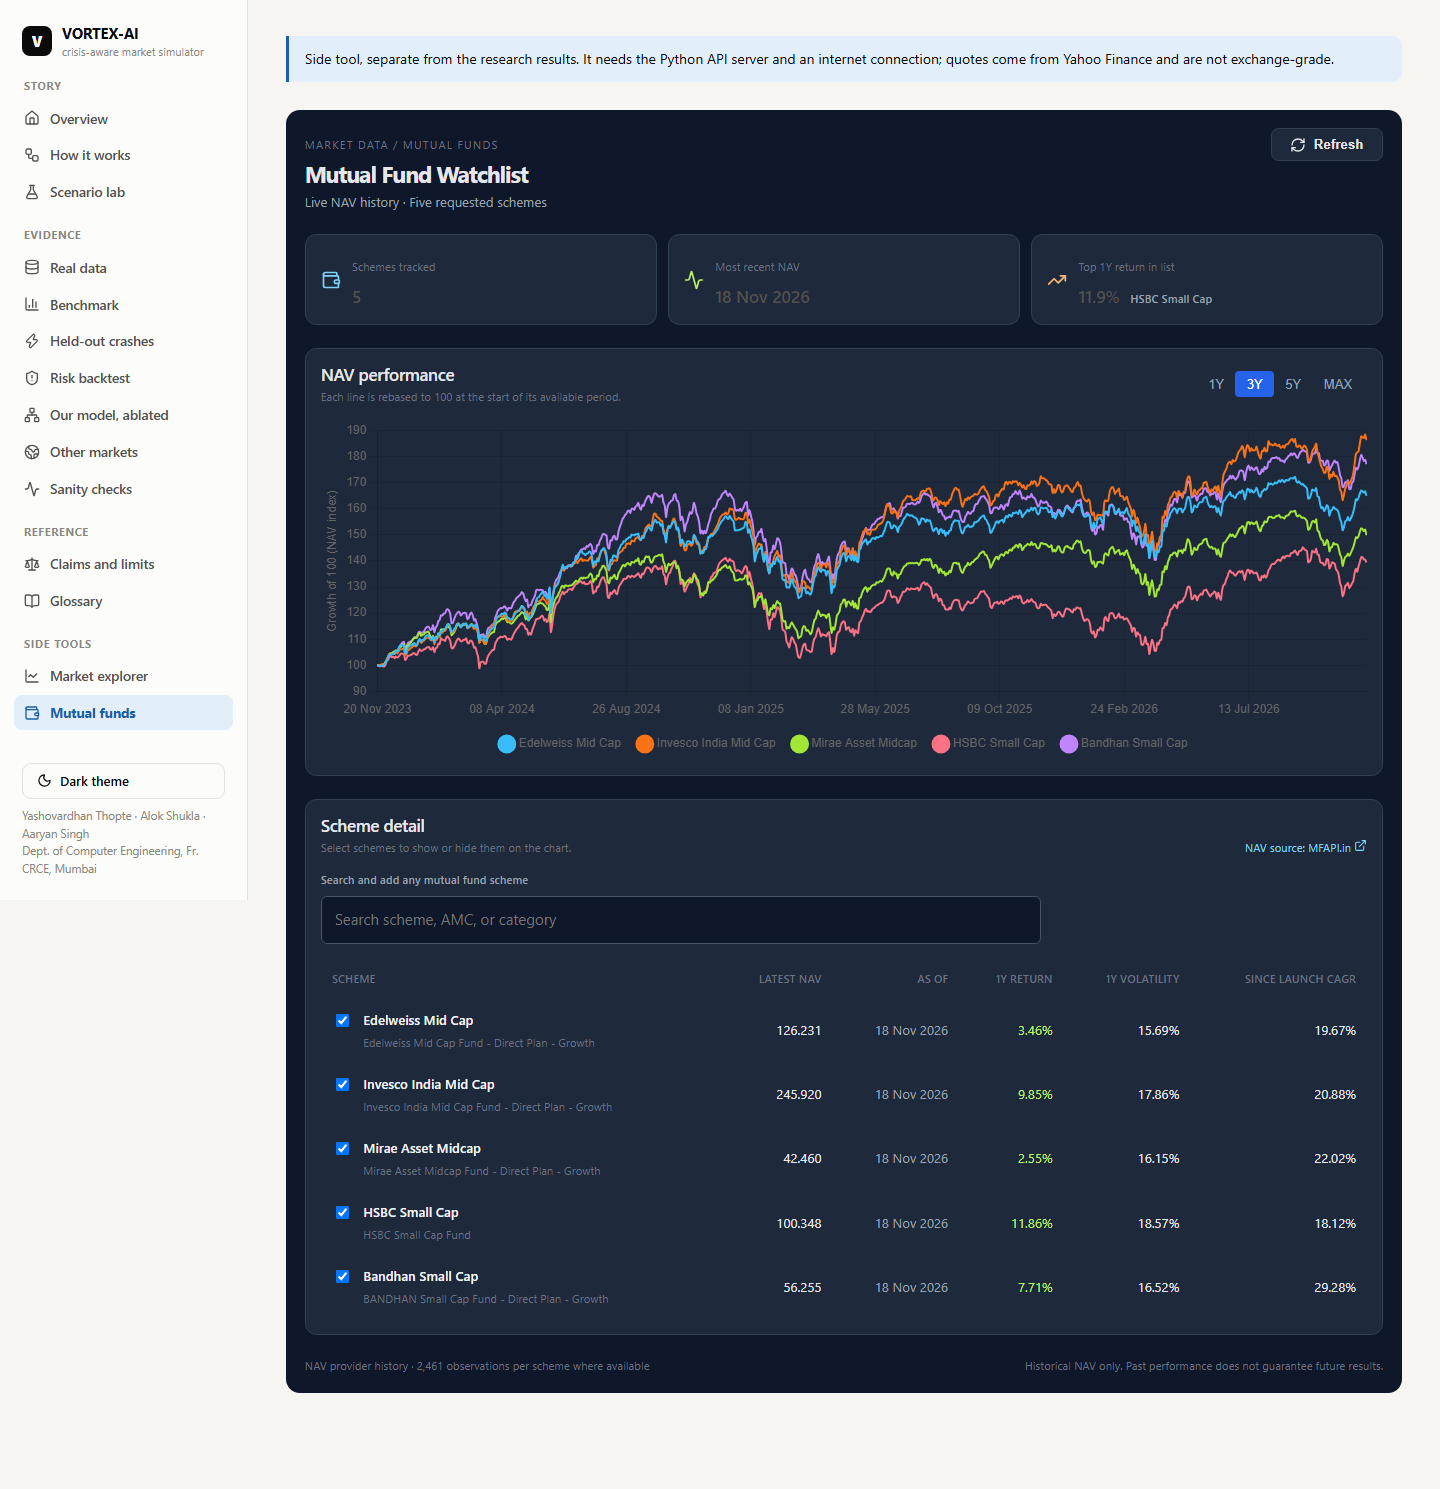 V
VORTEX-AI
crisis-aware market simulator
STORY
Overview
How it works
Scenario lab
EVIDENCE
Real data
Benchmark
Held-out crashes
Risk backtest
Our model, ablated
Other markets
Sanity checks
REFERENCE
Claims and limits
Glossary
SIDE TOOLS
Market explorer
Mutual funds
Dark theme
Yashovardhan Thopte · Alok Shukla ·
Aaryan Singh
Dept. of Computer Engineering, Fr.
CRCE, Mumbai
Side tool, separate from the research results. It needs the Python API server and an internet connection; quotes come from Yahoo Finance and are not exchange-grade.
MARKET DATA / MUTUAL FUNDS
Refresh
Mutual Fund Watchlist
Live NAV history · Five requested schemes
Schemes tracked
5
Most recent NAV
18 Nov 2026
Top 1Y return in list
11.9% HSBC Small Cap
NAV performance
Each line is rebased to 100 at the start of its available period.
1Y 3Y 5Y MAX
Growth of 100 (NAV index)
190
180
170
160
150
140
130
120
110
100
90
20 Nov 2023 08 Apr 2024 26 Aug 2024 08 Jan 2025 28 May 2025 09 Oct 2025 24 Feb 2026 13 Jul 2026
Edelweiss Mid Cap Invesco India Mid Cap Mirae Asset Midcap HSBC Small Cap Bandhan Small Cap
Scheme detail
Select schemes to show or hide them on the chart.
NAV source: MFAPI.in
Search and add any mutual fund scheme
Search scheme, AMC, or category
SCHEME LATEST NAV AS OF 1Y RETURN 1Y VOLATILITY SINCE LAUNCH CAGR
Edelweiss Mid Cap
Edelweiss Mid Cap Fund - Direct Plan - Growth
126.231 18 Nov 2026 3.46% 15.69% 19.67%
Invesco India Mid Cap
Invesco India Mid Cap Fund - Direct Plan - Growth
245.920 18 Nov 2026 9.85% 17.86% 20.88%
Mirae Asset Midcap
Mirae Asset Midcap Fund - Direct Plan - Growth
42.460 18 Nov 2026 2.55% 16.15% 22.02%
HSBC Small Cap
HSBC Small Cap Fund
100.348 18 Nov 2026 11.86% 18.57% 18.12%
Bandhan Small Cap
BANDHAN Small Cap Fund - Direct Plan - Growth
56.255 18 Nov 2026 7.71% 16.52% 29.28%
NAV provider history · 2,461 observations per scheme where available
Historical NAV only. Past performance does not guarantee future results.